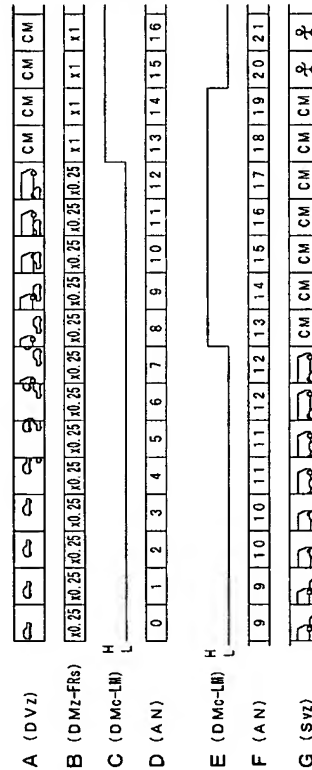 A (DVz) CM CM CM CM
B (DMz-FRs) x0.25 x0.25 x0.25 x0.25 x0.25 x0.25 x0.25 x0.25 x0.25 x0.25 x0.25 x0.25 x0.25 x1 x1 x1 x1
C (DMc-LM) H
L
D (AN) 0 1 2 3 4 5 6 7 8 9 10 11 12 13 14 15 16
E (DMc-LM) H
L
F (AN) 9 9 10 10 11 11 12 12 13 14 15 16 17 18 19 20 21
G (Svz) CM CM CM CM CM CM CM